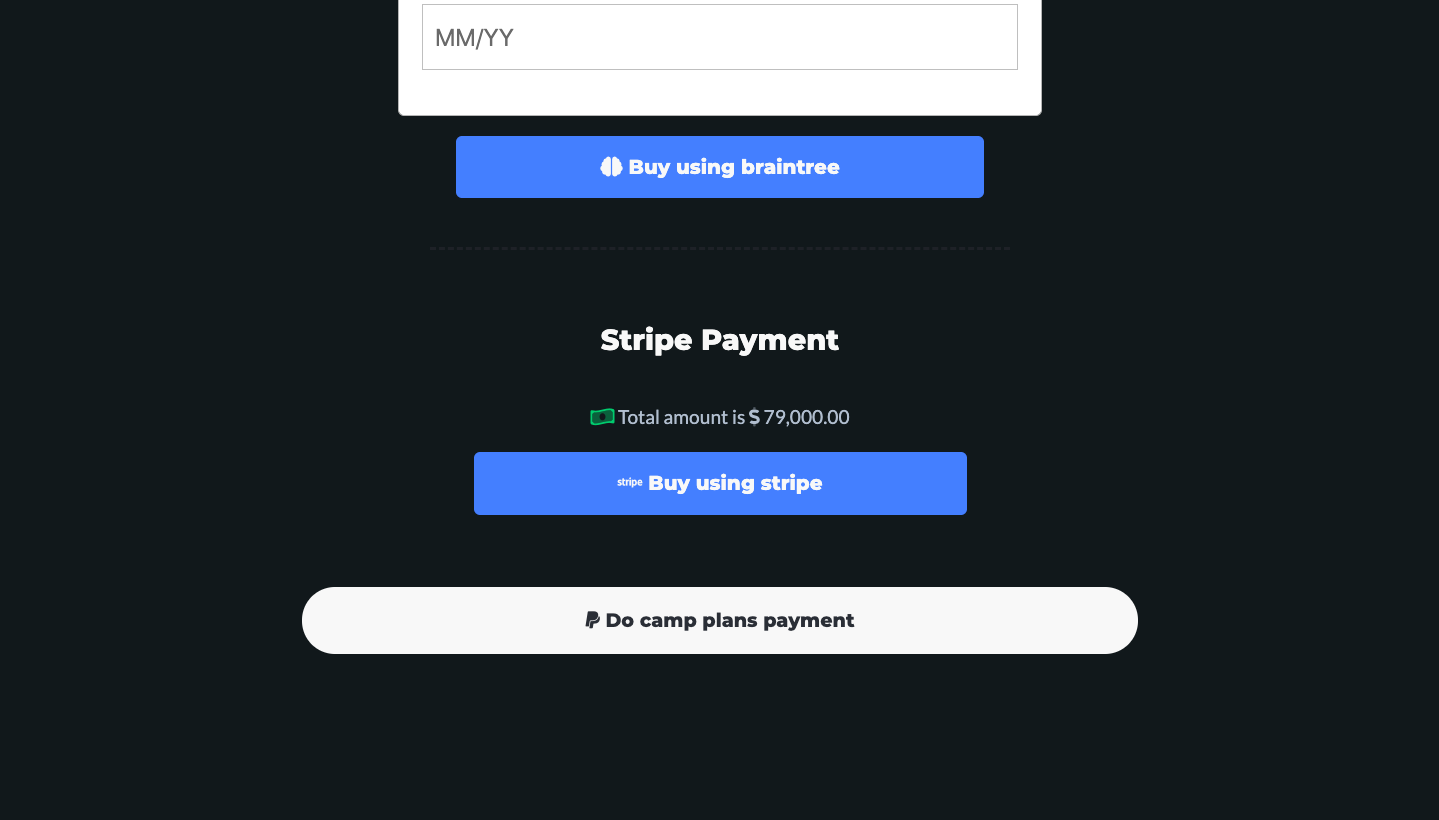 MM/YY
Buy using braintree
Stripe Payment
Total amount is $ 79,000.00
stripe Buy using stripe
Do camp plans payment